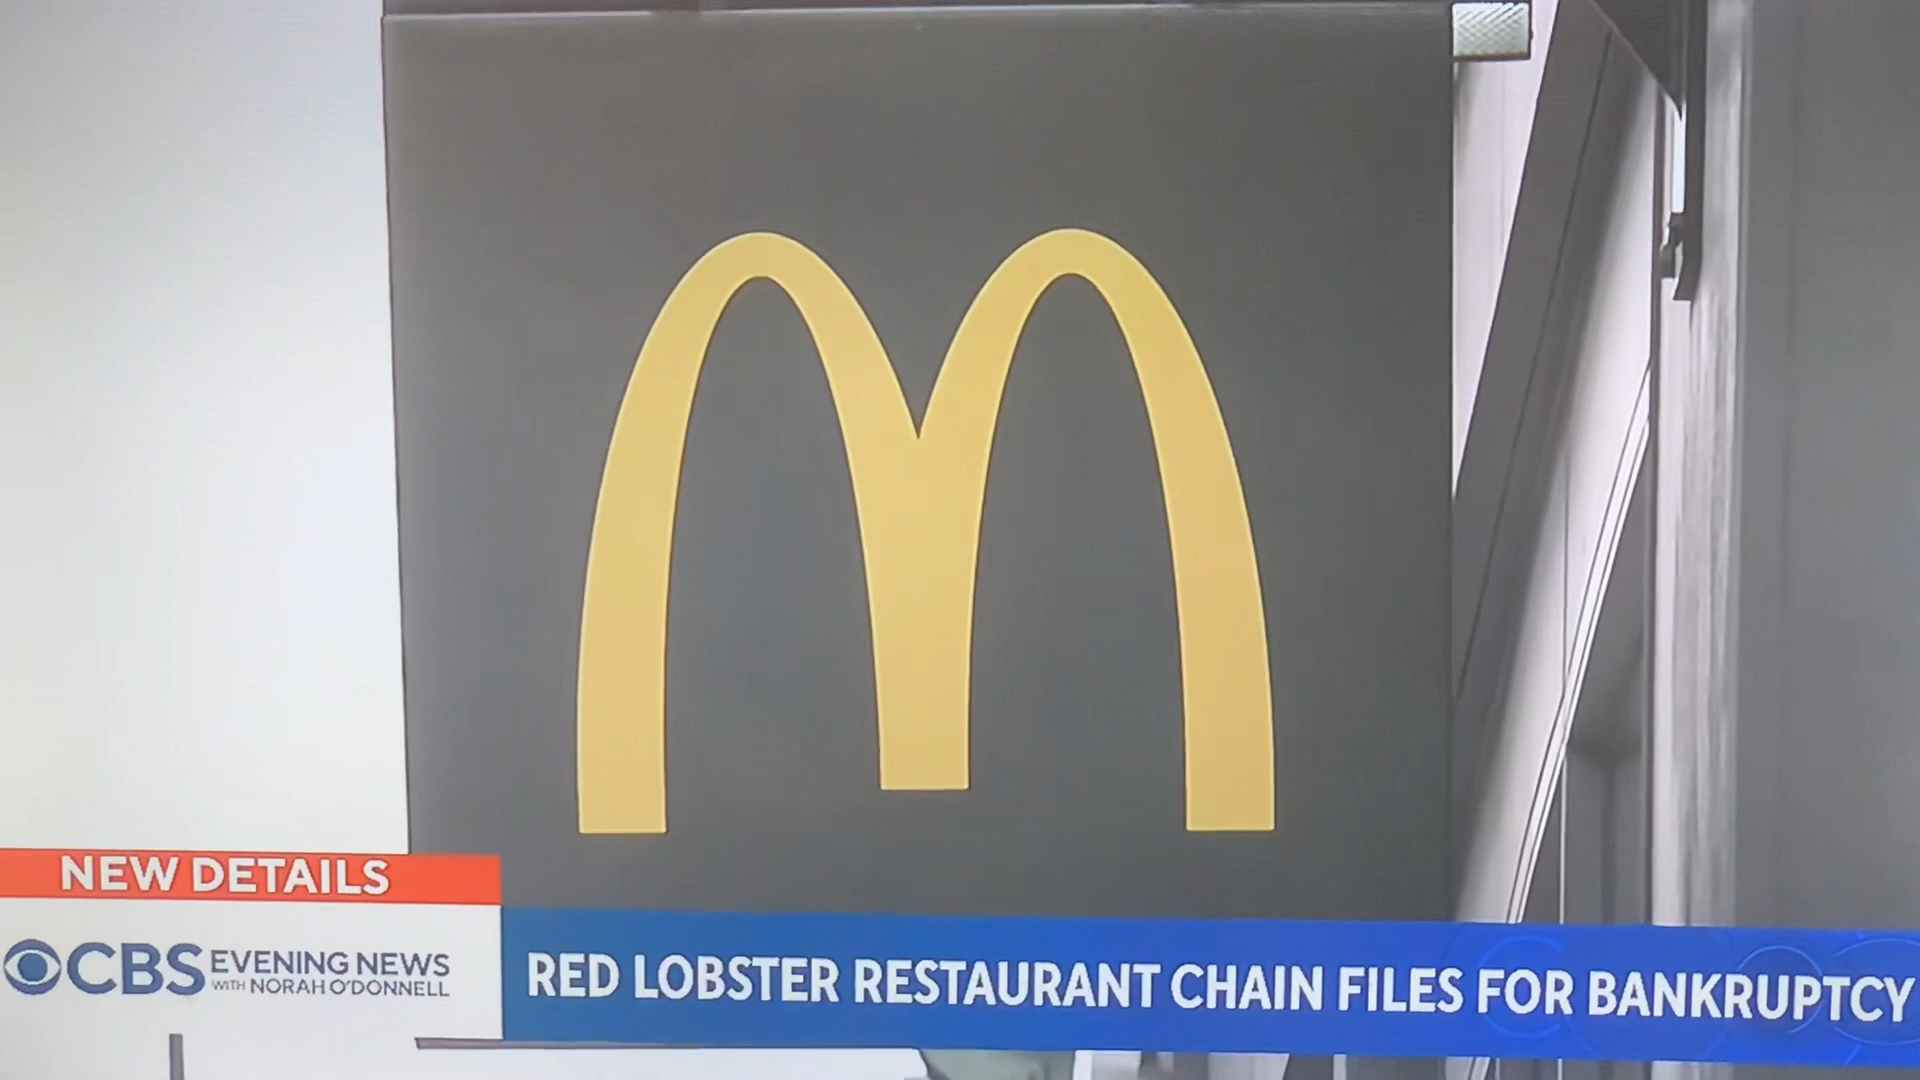 NEW DETAILS
CBS EVENING NEWS
WITH NORAH O'DONNELL
RED LOBSTER RESTAURANT CHAIN FILES FOR BANKRUPTCY